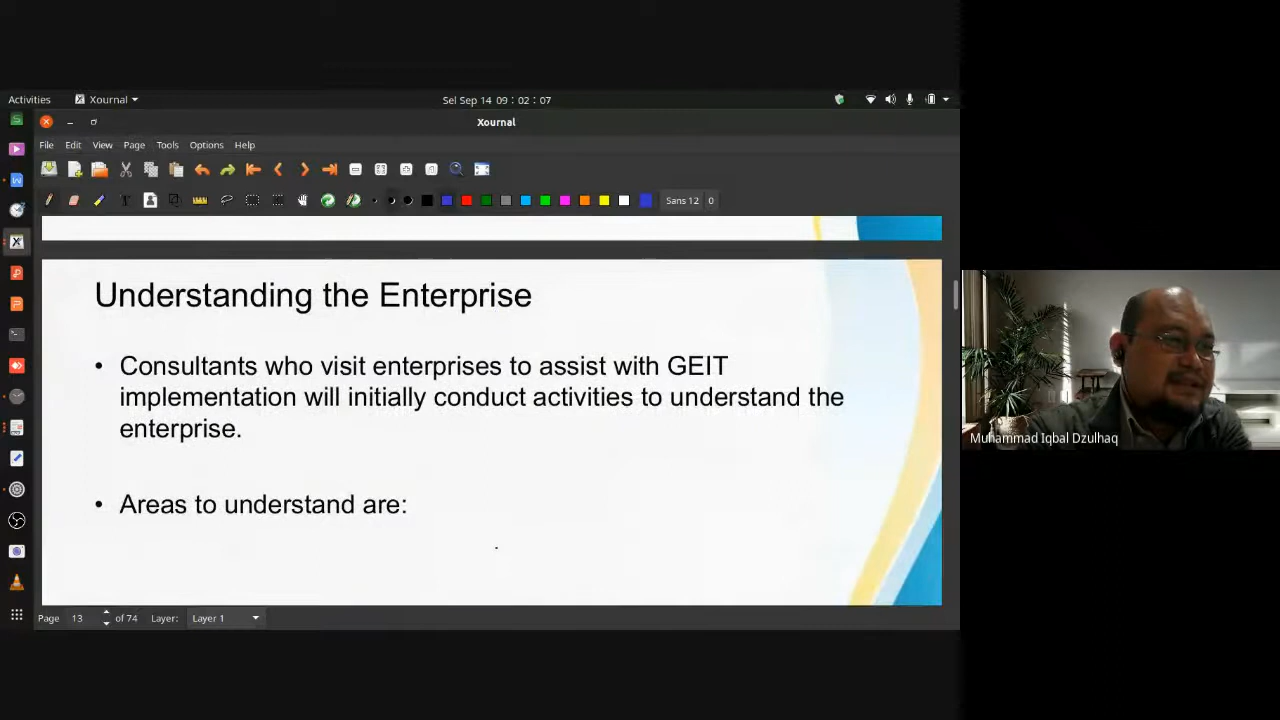 Activities
Xournal
Sel Sep 14 09:02:07
Xournal
File Edit View Page Tools Options Help
Sans 12 0
Understanding the Enterprise
• Consultants who visit enterprises to assist with GEIT
implementation will initially conduct activities to understand the
enterprise.
• Areas to understand are:
Page 13 of 74 Layer: Layer 1
Muhammad Iqbal Dzulhaq